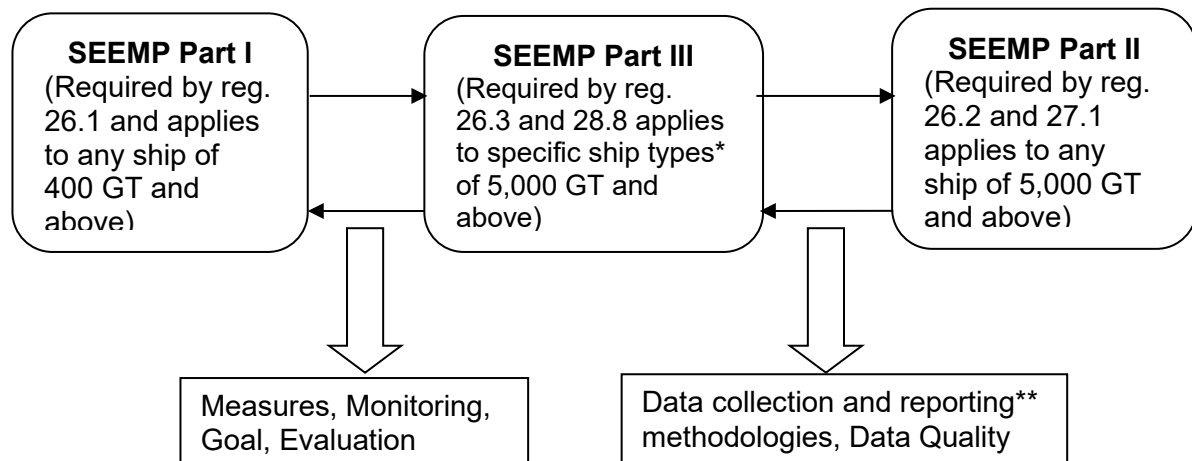 SEEMP Part I
(Required by reg.
26.1 and applies
to any ship of
400 GT and
above)
SEEMP Part III
(Required by reg.
26.3 and 28.8 applies
to specific ship types*
of 5,000 GT and
above)
SEEMP Part II
(Required by reg.
26.2 and 27.1
applies to any
ship of 5,000 GT
and above)
Measures, Monitoring,
Goal, Evaluation
Data collection and reporting**
methodologies, Data Quality